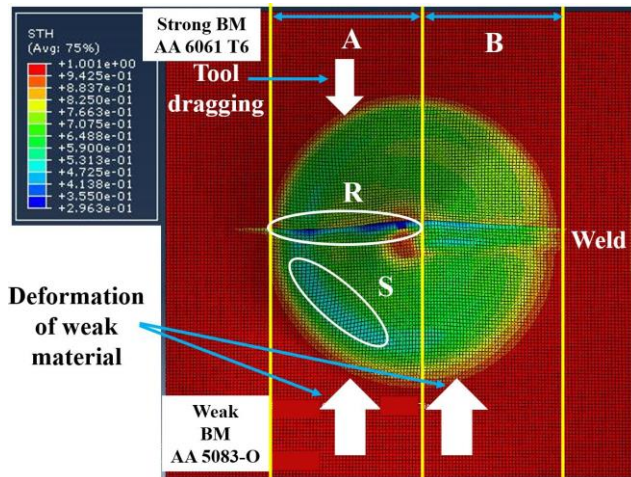 STH
(Avg: 75%)
+1.001e+00
+9.425e-01
+8.837e-01
+8.250e-01
+7.663e-01
+7.075e-01
+6.488e-01
+5.900e-01
+5.313e-01
+4.725e-01
+4.138e-01
+3.550e-01
+2.963e-01
Strong BM
AA 6061 T6
A
B
Tool
dragging
R
Weld
S
Deformation
of weak
material
Weak
BM
AA 5083-O